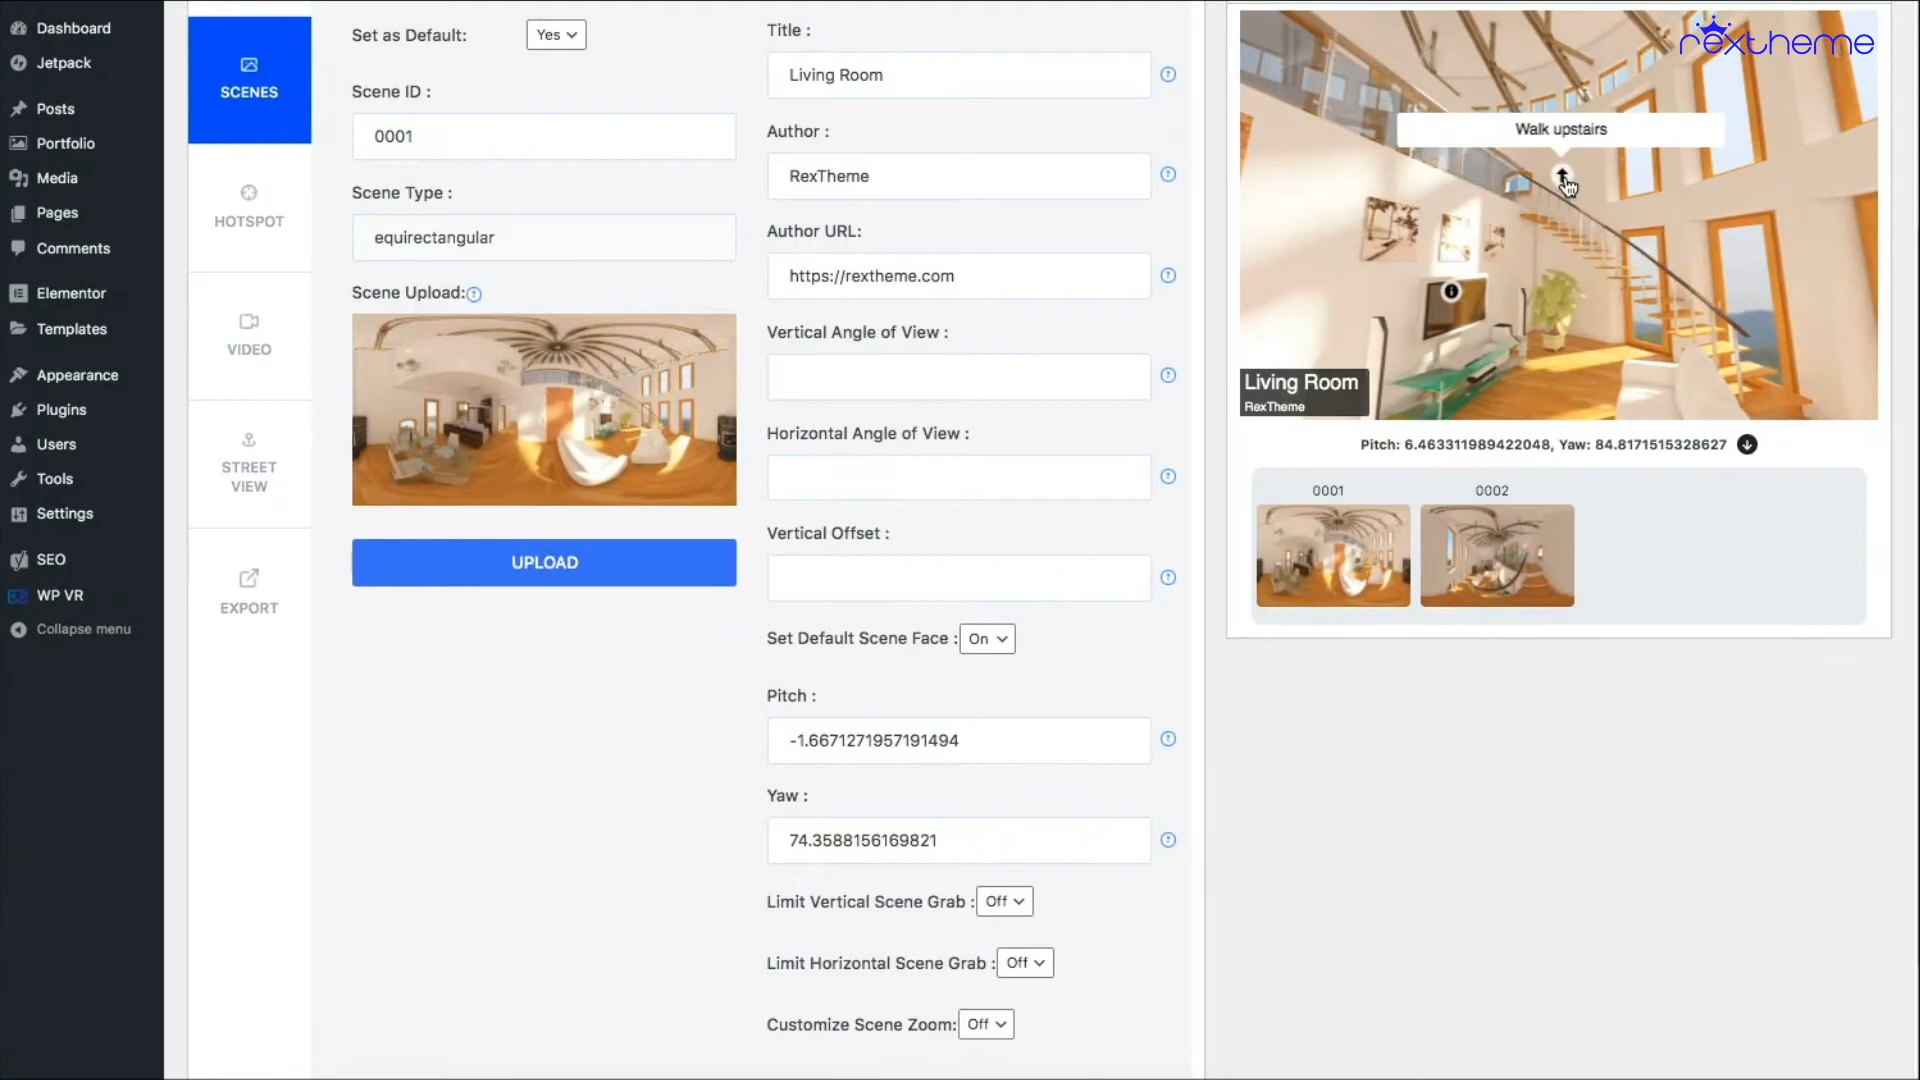 Dashboard
Jetpack
Posts
Portfolio
Media
Pages
Comments
Elementor
Templates
Appearance
Plugins
Users
Tools
Settings
SEO
WP VR
Collapse menu
SCENES
HOTSPOT
VIDEO
STREET
VIEW
EXPORT
Set as Default: Yes
Scene ID :
0001
Scene Type :
equirectangular
Scene Upload:
UPLOAD
Title :
Living Room
Author :
RexTheme
Author URL:
https://rextheme.com
Vertical Angle of View :
Horizontal Angle of View :
Vertical Offset :
Set Default Scene Face : On
Pitch :
-1.6671271957191494
Yaw :
74.3588156169821
Limit Vertical Scene Grab : Off
Limit Horizontal Scene Grab : Off
Customize Scene Zoom: Off
rextheme
Walk upstairs
Living Room
RexTheme
Pitch: 6.463311989422048, Yaw: 84.8171515328627
0001 0002